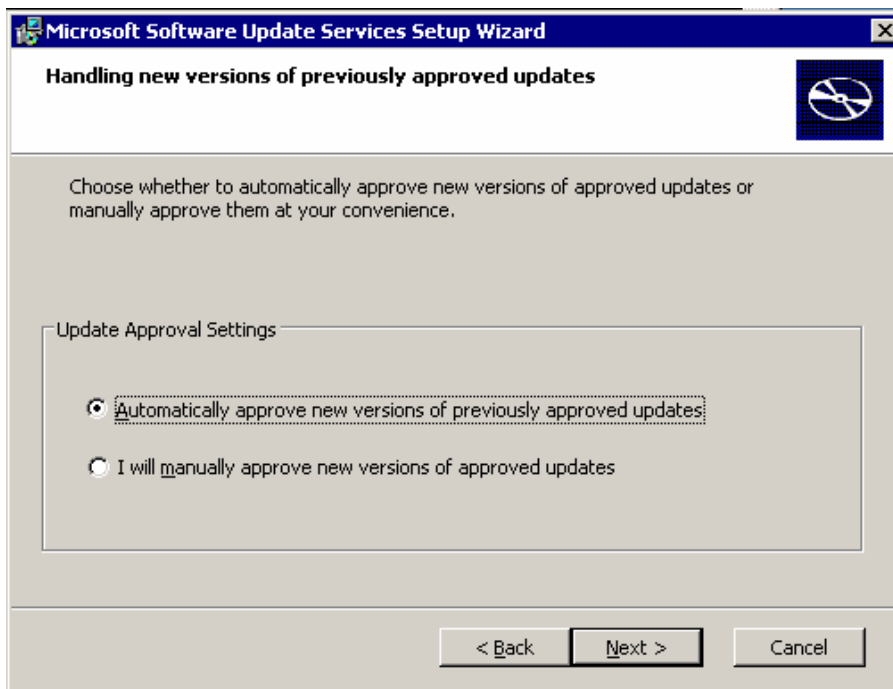 Microsoft Software Update Services Setup Wizard
Handling new versions of previously approved updates
Choose whether to automatically approve new versions of approved updates or
manually approve them at your convenience.
Update Approval Settings
Automatically approve new versions of previously approved updates
I will manually approve new versions of approved updates
< Back
Next >
Cancel